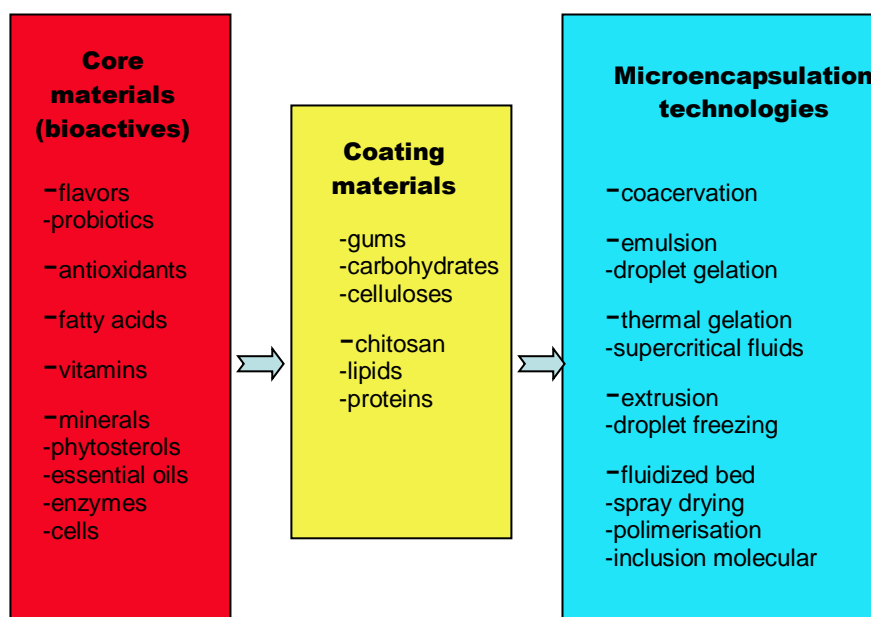 Core
materials
(bioactives)
-flavors
-probiotics
-antioxidants
-fatty acids
-vitamins
-minerals
-phytosterols
-essential oils
-enzymes
-cells
Coating
materials
-gums
-carbohydrates
-celluloses
-chitosan
-lipids
-proteins
Microencapsulation
technologies
-coacervation
-emulsion
-droplet gelation
-thermal gelation
-supercritical fluids
-extrusion
-droplet freezing
-fluidized bed
-spray drying
-polimerisation
-inclusion molecular